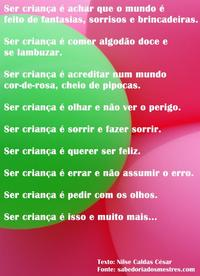 Ser criança é achar que o mundo é
feito de fantasias, sorrisos e brincadeiras.
Ser criança é comer algodão doce e
se lambuzar.
Ser criança é acreditar num mundo
cor-de-rosa, cheio de pipocas.
Ser criança é olhar e não ver o perigo.
Ser criança é sorrir e fazer sorrir.
Ser criança é querer ser feliz.
Ser criança é errar e não assumir o erro.
Ser criança é pedir com os olhos.
Ser criança é isso e muito mais...
Texto: Nilse Caldas César
Fonte: sabedoriadosmestres.com